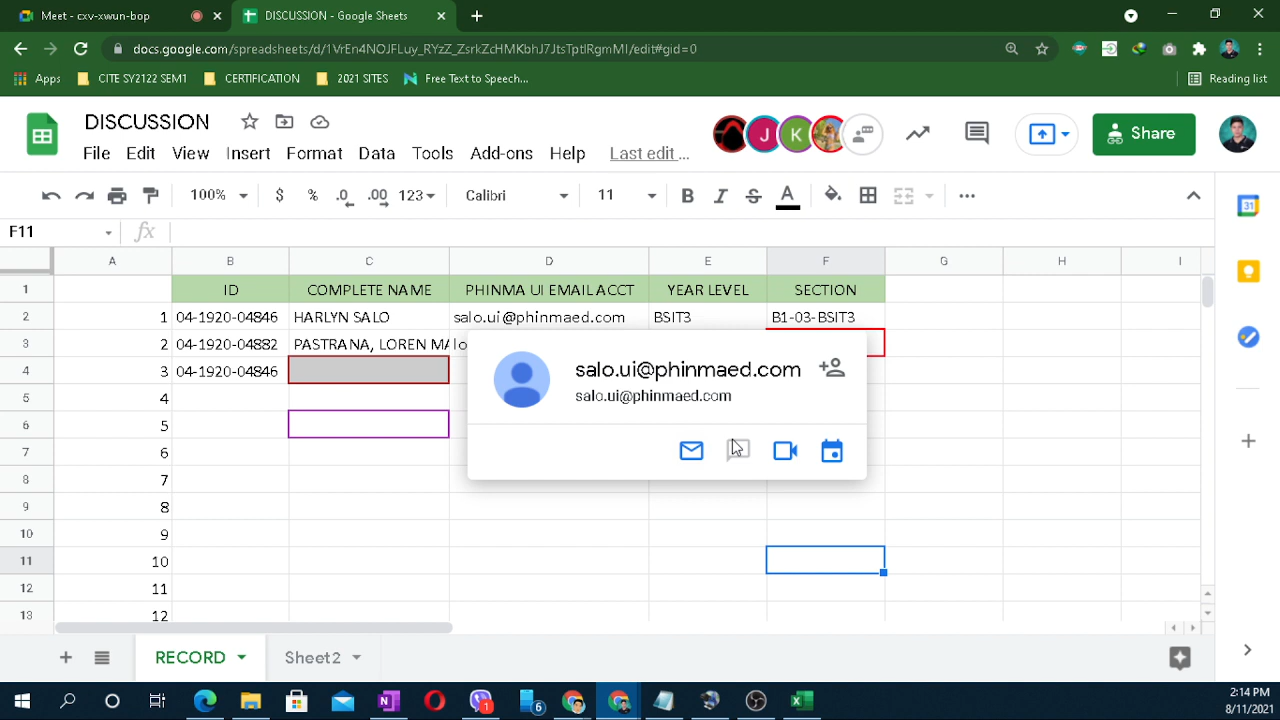 Meet - cxv-xwun-bop
DISCUSSION - Google Sheets
docs.google.com/spreadsheets/d/1VrEn4NOJFLuy_RYzZ_ZsrkZcHMKbhJ7JtsTptlRgmMI/edit#gid=0
Apps CITE SY2122 SEM1 CERTIFICATION 2021 SITES Free Text to Speech... Reading list
DISCUSSION
File Edit View Insert Format Data Tools Add-ons Help Last edit ...
J K
Share
100% $ % .0 .00 123 Calibri 11 B I S A
F11 fx
A B C D E F G H I
1 ID COMPLETE NAME PHINMA UI EMAIL ACCT YEAR LEVEL SECTION
2 1 04-1920-04846 HARLYN SALO salo.ui@phinmaed.com BSIT3 B1-03-BSIT3
3 2 04-1920-04882 PASTRANA, LOREN MA lo
4 3 04-1920-04846
5 4
6 5
7 6
8 7
9 8
10 9
11 10
12 11
13 12
salo.ui@phinmaed.com
salo.ui@phinmaed.com
31
RECORD Sheet2
1
6
2:14 PM
8/11/2021